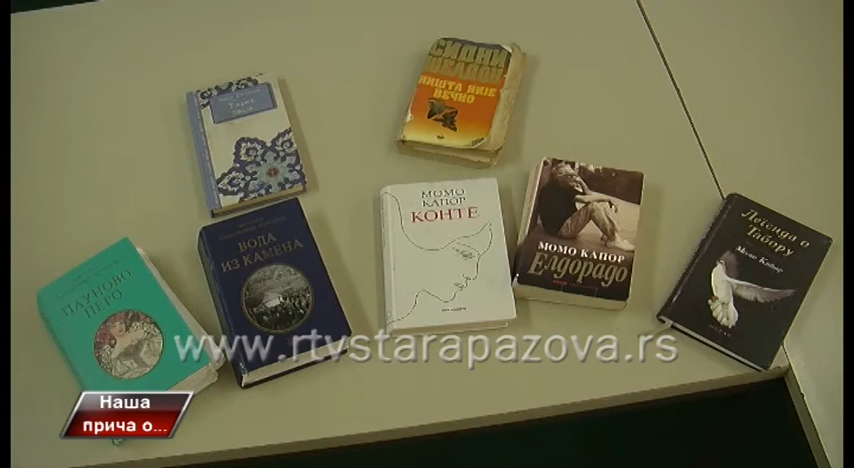 СИДНИ
ШЕЛДОН
НИШТА НИЈЕ
ВЕЧНО
Тајне
МОМО
КАПОР
КОНТЕ
МОМО КАПОР
Елдорадо
Легенда о
Табору
Момо Капор
ВОДА
ИЗ КАМЕНА
ПАУНОВО
ПЕРО
www.rtvstarapazova.rs
Наша
прича о...